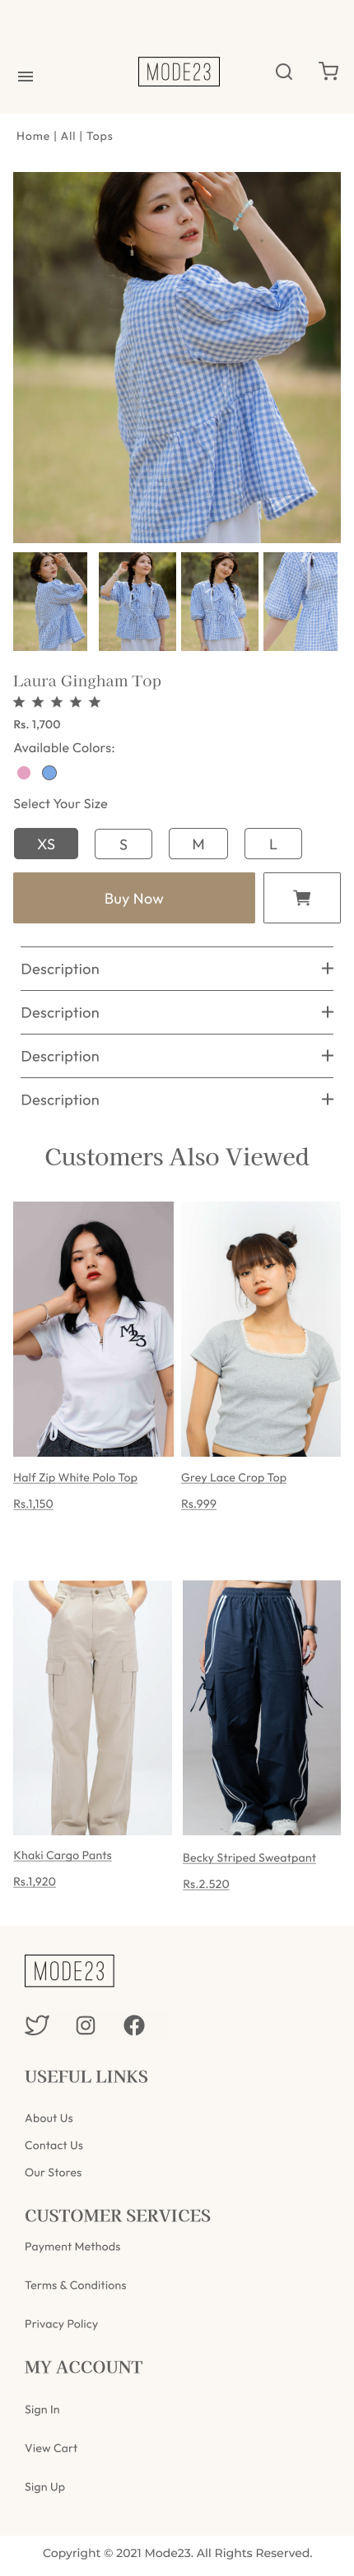 MODE23
Home | All | Tops
Laura Gingham Top
Rs. 1,700
Available Colors:
Select Your Size
XS S M L
Buy Now
Description
Description
Description
Description
Customers Also Viewed
M23
Half Zip White Polo Top
Grey Lace Crop Top
Rs.1,150
Rs.999
Khaki Cargo Pants
Becky Striped Sweatpant
Rs.1,920
Rs.2.520
MODE23
USEFUL LINKS
About Us
Contact Us
Our Stores
CUSTOMER SERVICES
Payment Methods
Terms & Conditions
Privacy Policy
MY ACCOUNT
Sign In
View Cart
Sign Up
Copyright © 2021 Mode23. All Rights Reserved.